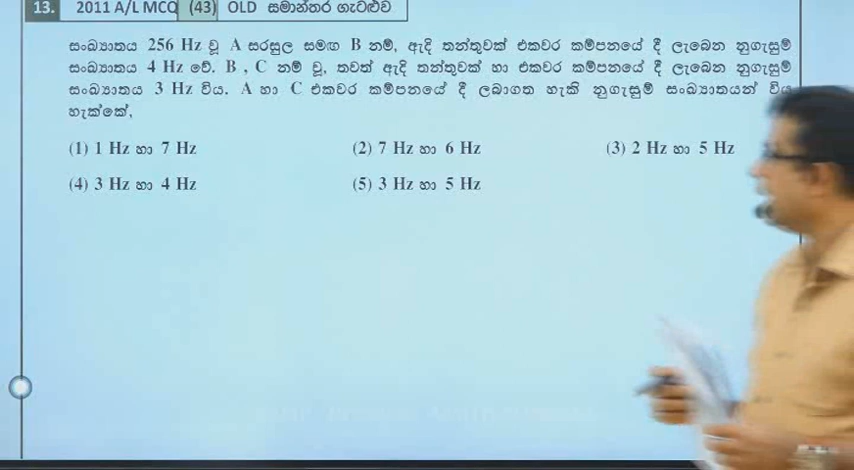 13. 2011 A/L MCQ (43) OLD සමාන්තර ගැටළුව
සංඛ්‍යාතය 256 Hz වූ A සරසුල සමඟ B නම්, ඇදි තන්තුවක් එකවර කම්පනයේ දී ලැබෙන නුගැසුම්
සංඛ්‍යාතය 4 Hz වේ. B , C නම් වූ, තවත් ඇදි තන්තුවක් හා එකවර කම්පනයේ දී ලැබෙන නුගැසුම්
සංඛ්‍යාතය 3 Hz විය. A හා C එකවර කම්පනයේ දී ලබාගත හැකි නුගැසුම් සංඛ්‍යාතයන් විය
හැක්කේ,
(1) 1 Hz හා 7 Hz (2) 7 Hz හා 6 Hz (3) 2 Hz හා 5 Hz
(4) 3 Hz හා 4 Hz (5) 3 Hz හා 5 Hz